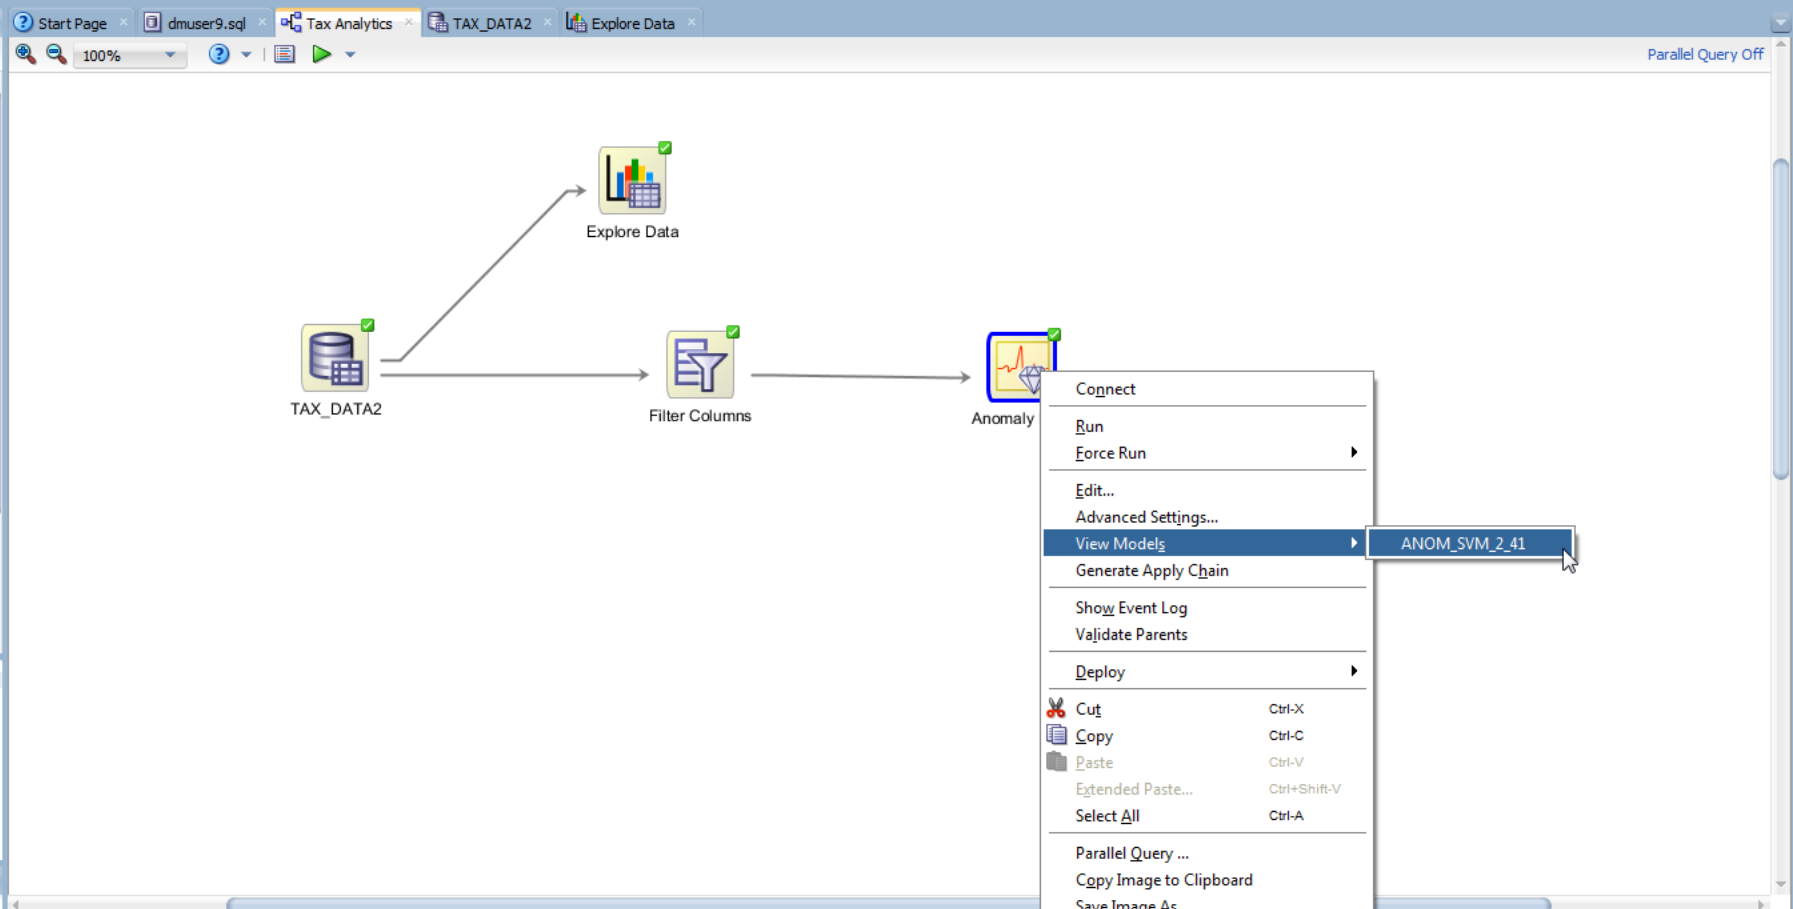 Start Page
dmuser9.sql
Tax Analytics
TAX_DATA2
Explore Data
100%
Parallel Query Off
Explore Data
TAX_DATA2
Filter Columns
Anomaly
Connect
Run
Force Run
Edit...
Advanced Settings...
View Models
ANOM_SVM_2_41
Generate Apply Chain
Show Event Log
Validate Parents
Deploy
Cut Ctrl-X
Copy Ctrl-C
Paste Ctrl-V
Extended Paste... Ctrl+Shift-V
Select All Ctrl-A
Parallel Query ...
Copy Image to Clipboard
Save Image As